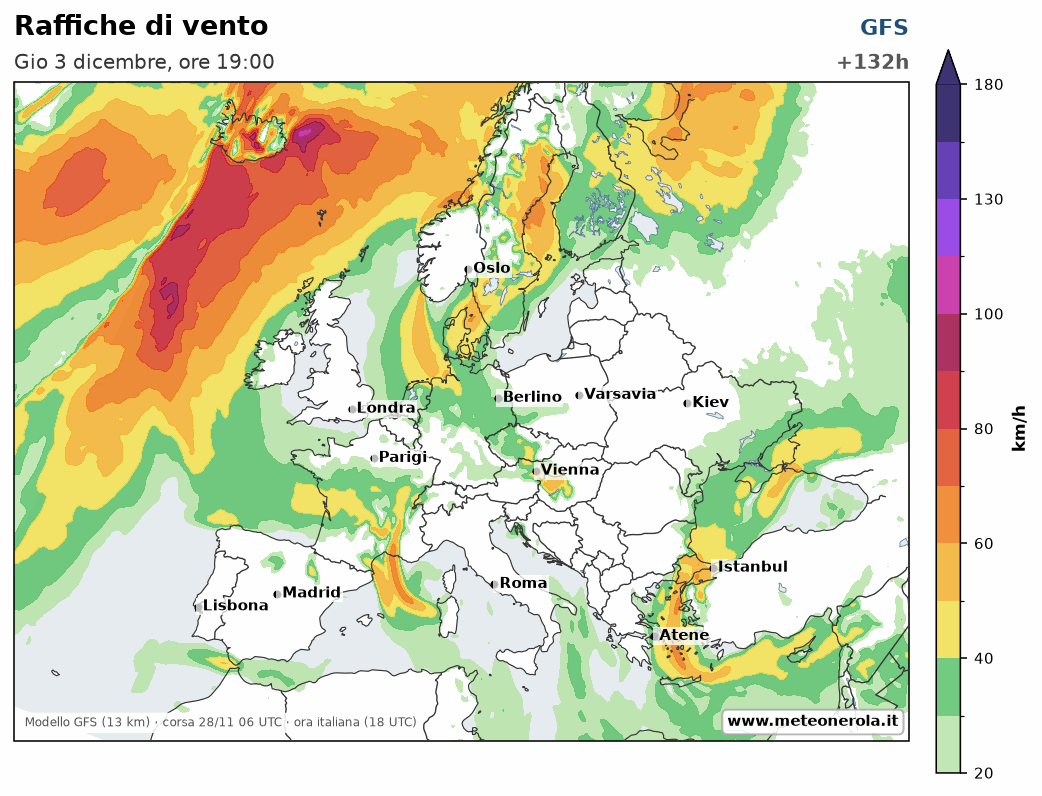 Raffiche di vento
GFS
Gio 3 dicembre, ore 19:00
+132h
180
130
100
80
60
40
20
km/h
Oslo
Berlino
Varsavia
Kiev
Londra
Parigi
Vienna
Istanbul
Roma
Madrid
Lisbona
Atene
Modello GFS (13 km) · corsa 28/11 06 UTC · ora italiana (18 UTC)
www.meteonerola.it